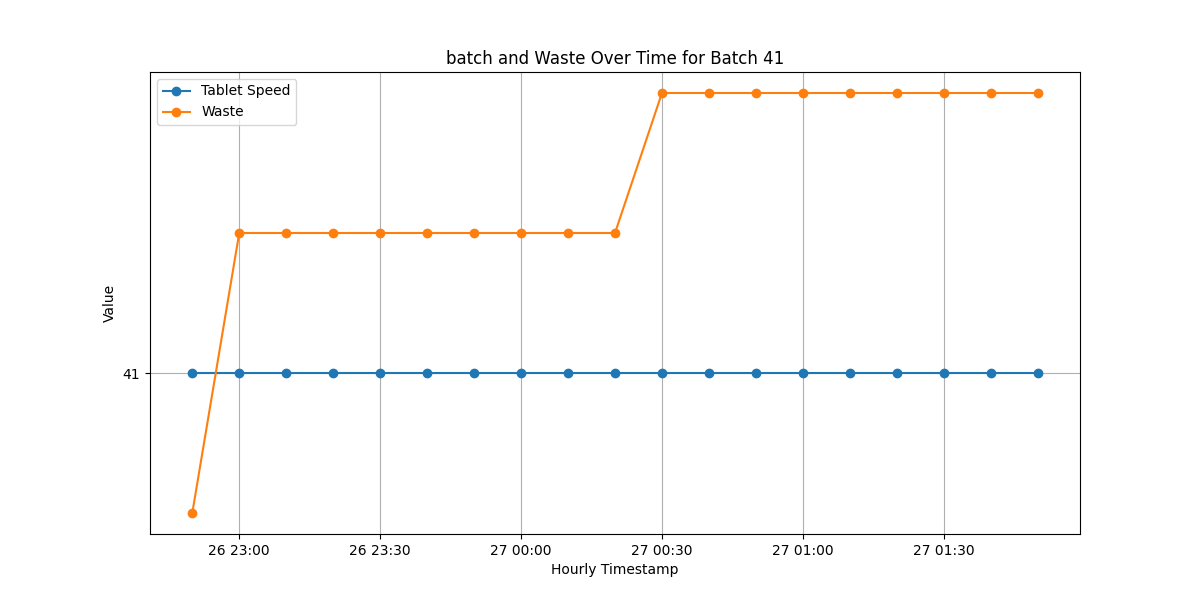 batch and Waste Over Time for Batch 41
Tablet Speed
Waste
Value
41
26 23:00 26 23:30 27 00:00 27 00:30 27 01:00 27 01:30
Hourly Timestamp